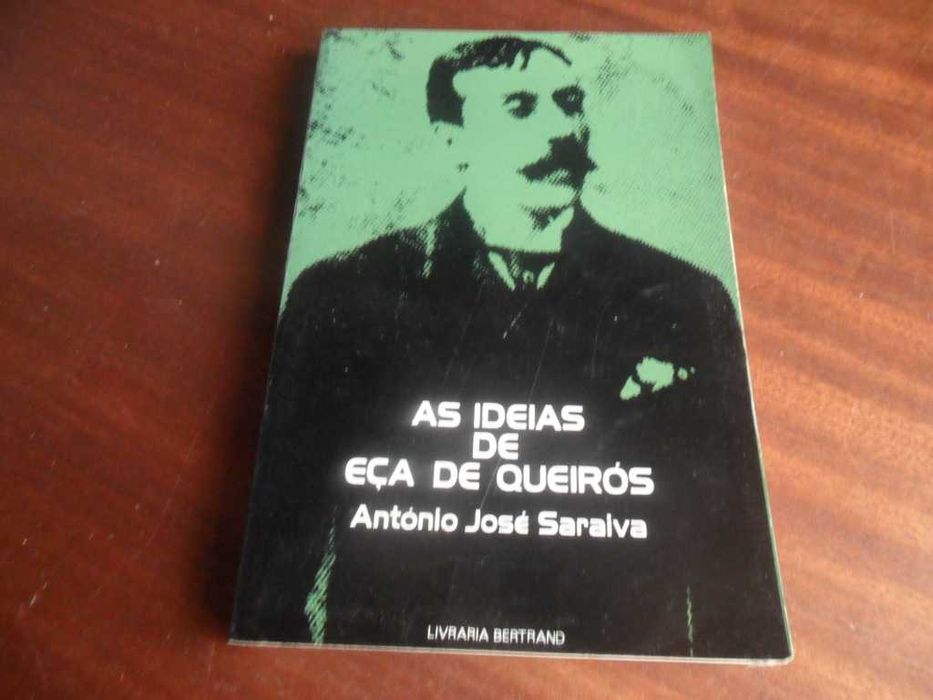 AS IDEIAS
DE
EÇA DE QUEIRÓS
António José Saraiva
LIVRARIA BERTRAND